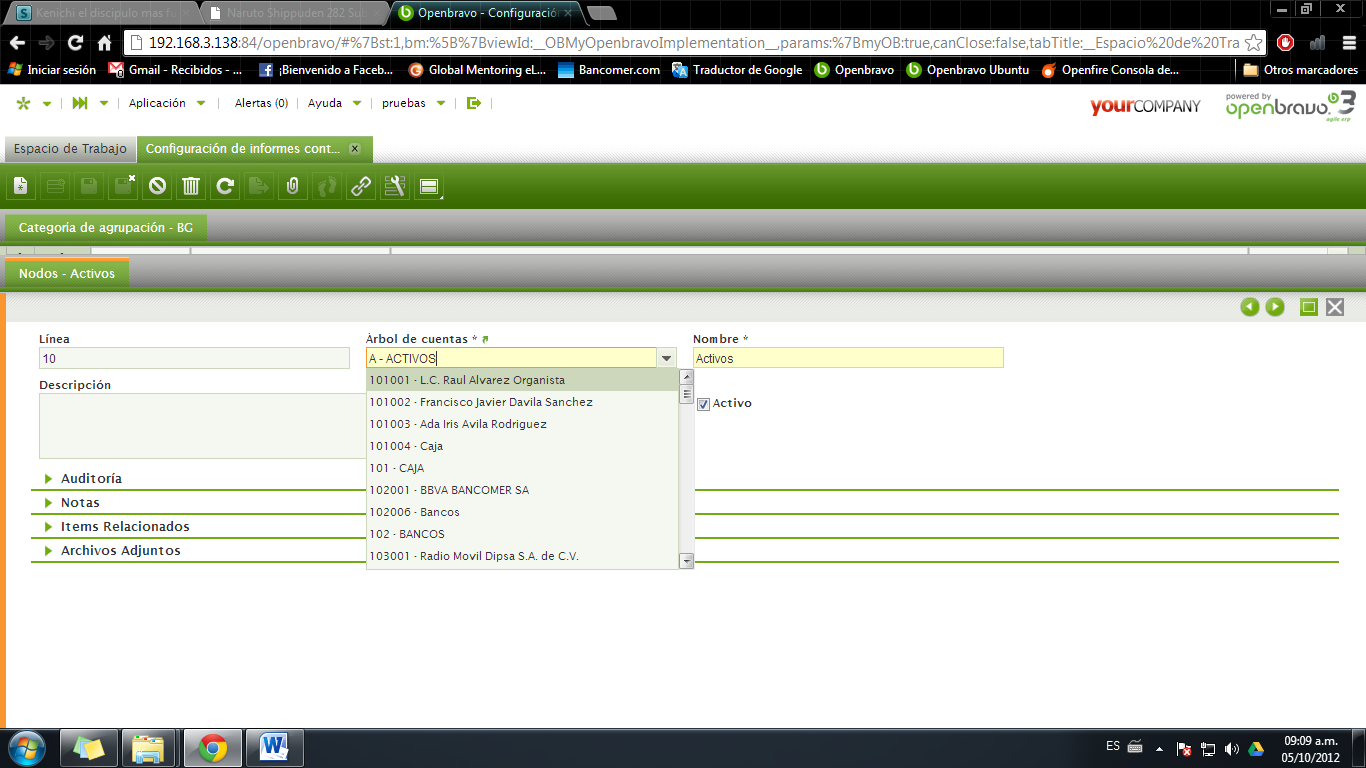 Kenichi el discipulo mas f
Naruto Shippuden 282 Sub
Openbravo - Configuración
192.168.3.138:84/openbravo/#%7Bst:1,bm:%5B%7BviewId:__OBMyOpenbravoImplementation__,params:%7BmyOB:true,canClose:false,tabTitle:__Espacio%20de%20Tra
Iniciar sesión
Gmail - Recibidos - ...
¡Bienvenido a Faceb...
Global Mentoring eL...
Bancomer.com
Traductor de Google
Openbravo
Openbravo Ubuntu
Openfire Consola de...
Otros marcadores
Aplicación
Alertas (0)
Ayuda
pruebas
yourCOMPANY
powered by
openbravo 3
agile erp
Espacio de Trabajo
Configuración de informes cont...
Categoría de agrupación - BG
Nodos - Activos
Línea
10
Árbol de cuentas *
A - ACTIVOS
Nombre *
Activos
101001 - L.C. Raul Alvarez Organista
101002 - Francisco Javier Davila Sanchez
101003 - Ada Iris Avila Rodriguez
101004 - Caja
101 - CAJA
102001 - BBVA BANCOMER SA
102006 - Bancos
102 - BANCOS
103001 - Radio Movil Dipsa S.A. de C.V.
Descripción
Activo
Auditoría
Notas
Items Relacionados
Archivos Adjuntos
ES
09:09 a.m.
05/10/2012